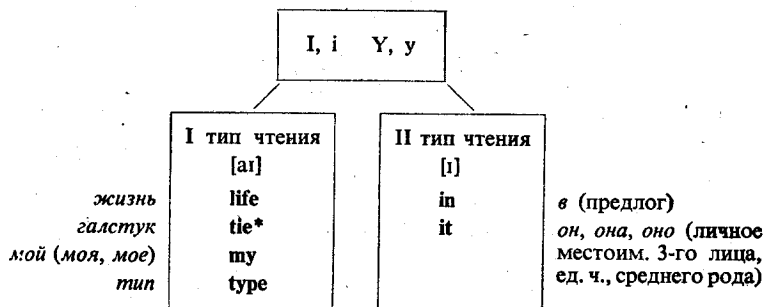 I, i Y, y
I тип чтения II тип чтения
[aɪ] [ɪ]
жизнь life in в (предлог)
галстук tie* it он, она, оно (личное
мой (моя, мое) my местоим. 3-го лица,
тип type ед. ч., среднего рода)